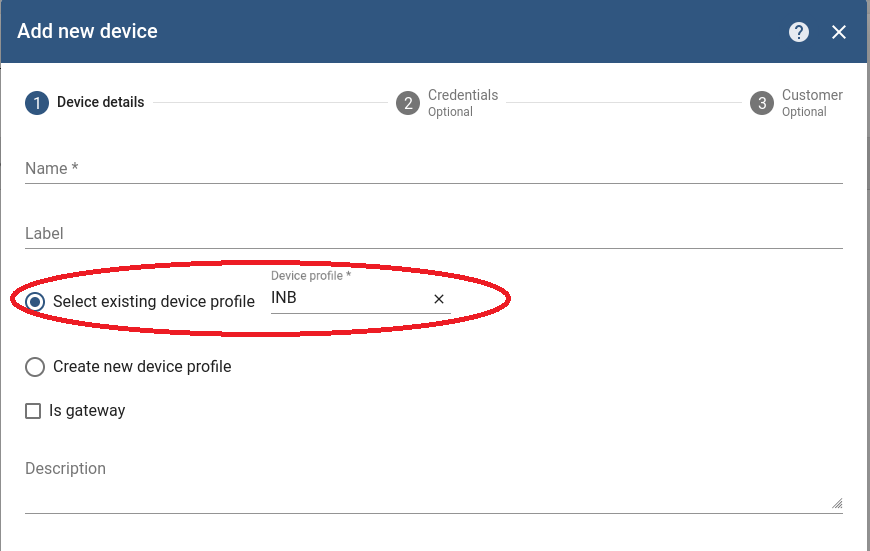 Add new device
?
1 Device details
2 Credentials
Optional
3 Customer
Optional
Name *
Label
Device profile *
Select existing device profile INB
Create new device profile
Is gateway
Description